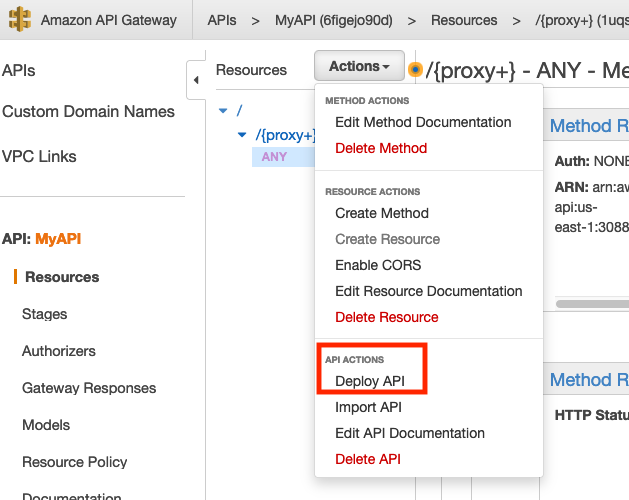 Amazon API Gateway APIs > MyAPI (6figejo90d) > Resources > /{proxy+} (1uqs
APIs
Custom Domain Names
VPC Links
API: MyAPI
Resources
Stages
Authorizers
Gateway Responses
Models
Resource Policy
Documentation
Resources
/
/{proxy+}
ANY
Actions
METHOD ACTIONS
Edit Method Documentation
Delete Method
RESOURCE ACTIONS
Create Method
Create Resource
Enable CORS
Edit Resource Documentation
Delete Resource
API ACTIONS
Deploy API
Import API
Edit API Documentation
Delete API
/{proxy+} - ANY - Me
Method R
Auth: NONE
ARN: arn:aw
api:us-
east-1:3088
Method R
HTTP Statu